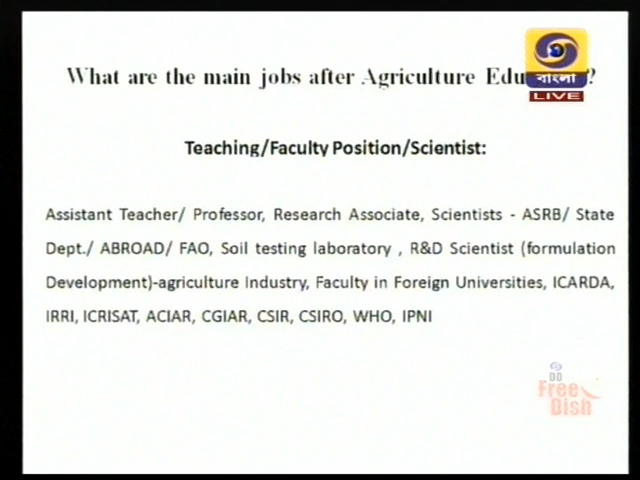 What are the main jobs after Agriculture Edu ?
বাংলা
LIVE
Teaching/Faculty Position/Scientist:
Assistant Teacher/ Professor, Research Associate, Scientists - ASRB/ State
Dept./ ABROAD/ FAO, Soil testing laboratory , R&D Scientist (formulation
Development)-agriculture Industry, Faculty in Foreign Universities, ICARDA,
IRRI, ICRISAT, ACIAR, CGIAR, CSIR, CSIRO, WHO, IPNI
DD
Free
Dish